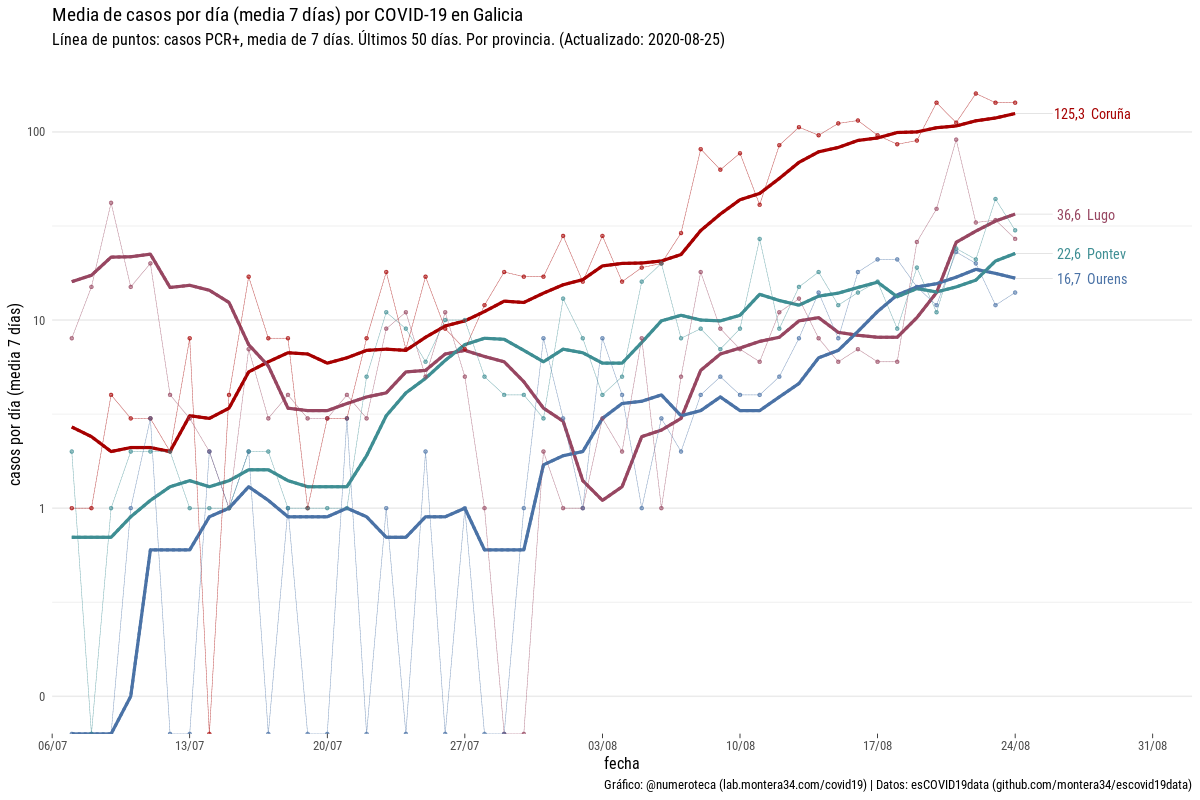 Media de casos por día (media 7 días) por COVID-19 en Galicia
Línea de puntos: casos PCR+, media de 7 días. Últimos 50 días. Por provincia. (Actualizado: 2020-08-25)
casos por día (media 7 días)
100
10
1
0
125,3 Coruña
36,6 Lugo
22,6 Pontev
16,7 Ourens
06/07 13/07 20/07 27/07 03/08 10/08 17/08 24/08 31/08
fecha
Gráfico: @numeroteca (lab.montera34.com/covid19) | Datos: esCOVID19data (github.com/montera34/escovid19data)